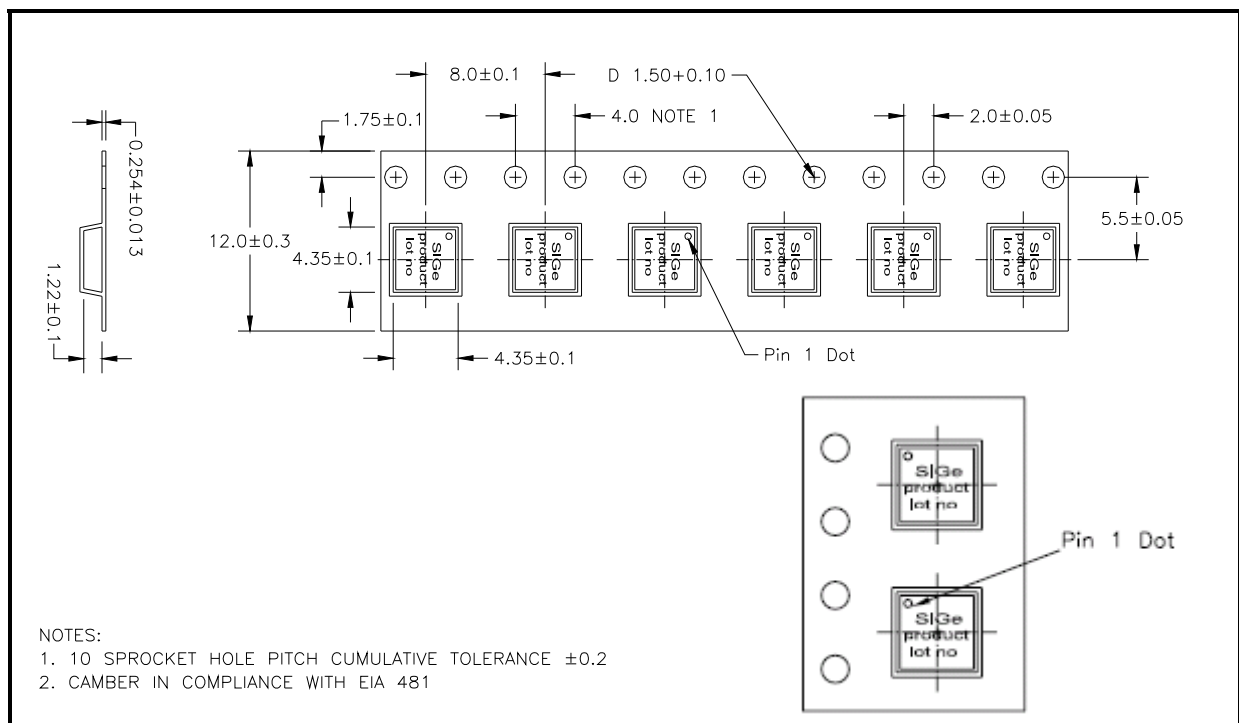 8.0±0.1
D 1.50+0.10
1.75±0.1
4.0 NOTE 1
2.0±0.05
0.254±0.013
12.0±0.3
4.35±0.1
5.5±0.05
SIGe
product
lot no
SIGe
product
lot no
SIGe
product
lot no
SIGe
product
lot no
SIGe
product
lot no
SIGe
product
lot no
1.22±0.1
4.35±0.1
Pin 1 Dot
SIGe
product
lot no
Pin 1 Dot
SIGe
product
lot no
NOTES:
1. 10 SPROCKET HOLE PITCH CUMULATIVE TOLERANCE ±0.2
2. CAMBER IN COMPLIANCE WITH EIA 481